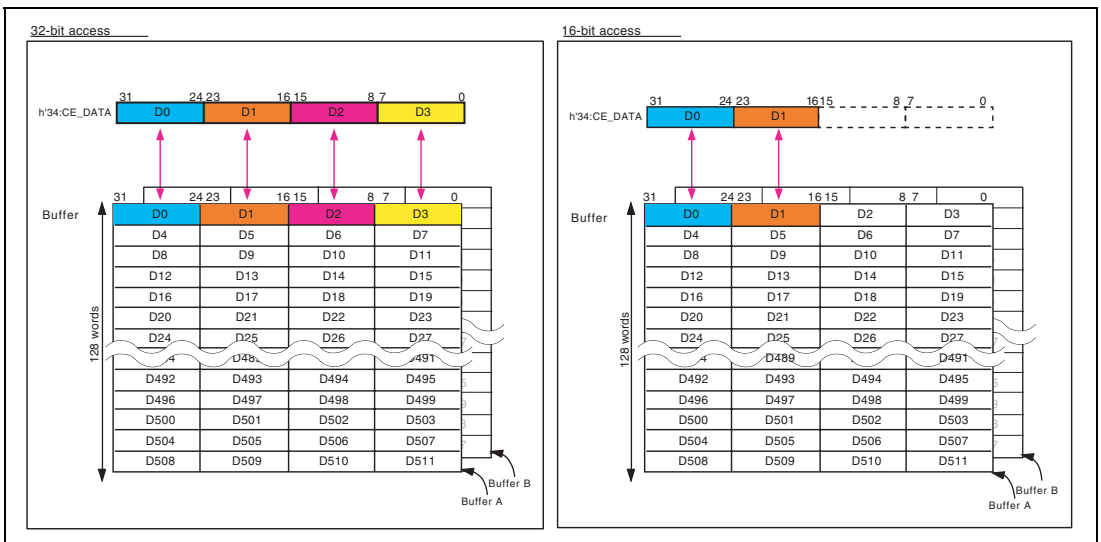 32-bit access
31 24 23 16 15 8 7 0
h'34:CE_DATA D0 D1 D2 D3
31 24 23 16 15 8 7 0
Buffer D0 D1 D2 D3
D4 D5 D6 D7
D8 D9 D10 D11
D12 D13 D14 D15
D16 D17 D18 D19
D20 D21 D22 D23
D24 D25 D26 D27
D491
D492 D493 D494 D495
D496 D497 D498 D499
D500 D501 D502 D503
D504 D505 D506 D507
D508 D509 D510 D511
128 words
Buffer B
Buffer A
16-bit access
31 24 23 16 15 8 7 0
h'34:CE_DATA D0 D1
31 24 23 16 15 8 7 0
Buffer D0 D1 D2 D3
D4 D5 D6 D7
D8 D9 D10 D11
D12 D13 D14 D15
D16 D17 D18 D19
D20 D21 D22 D23
D24 D25 D26 D27
D489 D491
D492 D493 D494 D495
D496 D497 D498 D499
D500 D501 D502 D503
D504 D505 D506 D507
D508 D509 D510 D511
128 words
Buffer B
Buffer A